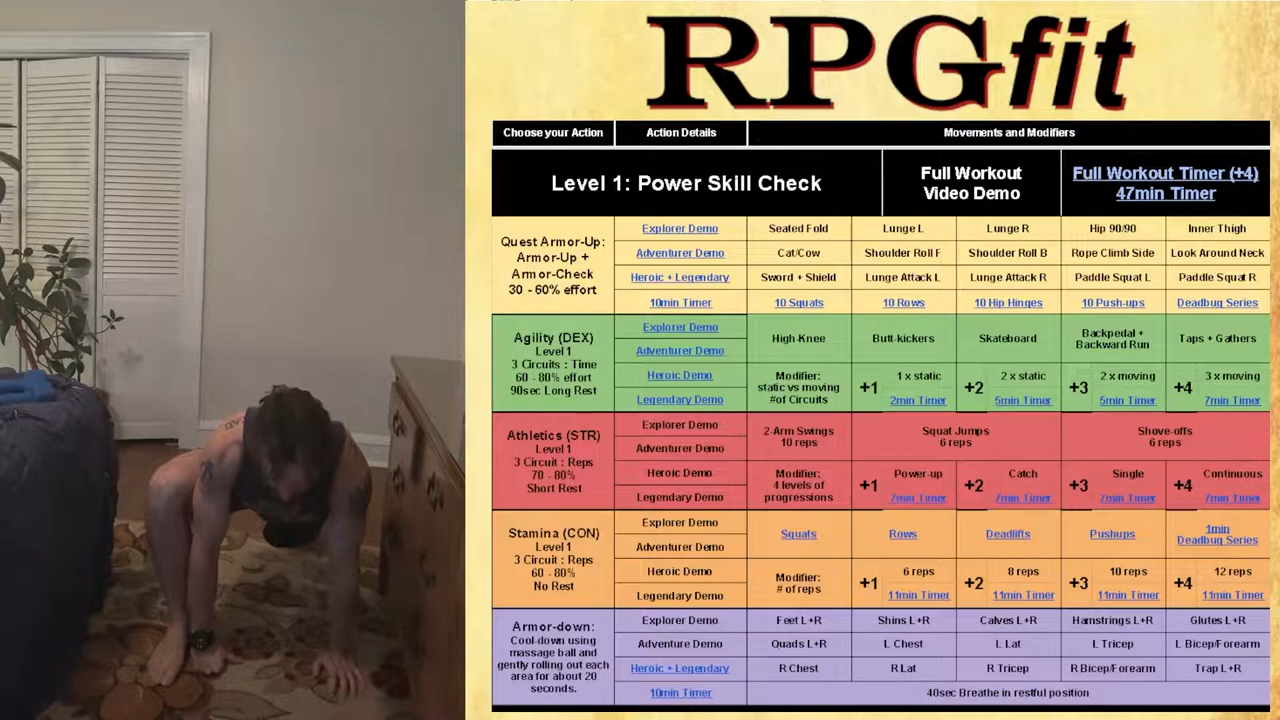 RPGfit
Choose your Action Action Details Movements and Modifiers
Level 1: Power Skill Check
Full Workout
Video Demo
Full Workout Timer (+4)
47min Timer
Quest Armor-Up:
Armor-Up +
Armor-Check
30 - 60% effort
Explorer Demo Seated Fold Lunge L Lunge R Hip 90/90 Inner Thigh
Adventurer Demo Cat/Cow Shoulder Roll F Shoulder Roll B Rope Climb Side Look Around Neck
Heroic + Legendary Sword + Shield Lunge Attack L Lunge Attack R Paddle Squat L Paddle Squat R
10min Timer 10 Squats 10 Rows 10 Hip Hinges 10 Push-ups Deadbug Series
Agility (DEX)
Level 1
3 Circuits : Time
60 - 80% effort
90sec Long Rest
Explorer Demo
Adventurer Demo
Heroic Demo
Legendary Demo
High-Knee Butt-kickers Skateboard
Backpedal +
Backward Run
Taps + Gathers
Modifier:
static vs moving
#of Circuits
+1 1 x static
2min Timer
+2 2 x static
5min Timer
+3 2 x moving
5min Timer
+4 3 x moving
7min Timer
Athletics (STR)
Level 1
3 Circuit : Reps
70 - 80%
Short Rest
Explorer Demo
Adventurer Demo
Heroic Demo
Legendary Demo
2-Arm Swings
10 reps
Squat Jumps
6 reps
Shove-offs
6 reps
Modifier:
4 levels of
progressions
+1 Power-up
7min Timer
+2 Catch
7min Timer
+3 Single
7min Timer
+4 Continuous
7min Timer
Stamina (CON)
Level 1
3 Circuit : Reps
60 - 80%
No Rest
Explorer Demo
Adventurer Demo
Heroic Demo
Legendary Demo
Squats Rows Deadlifts Pushups
1min
Deadbug Series
Modifier:
# of reps
+1 6 reps
11min Timer
+2 8 reps
11min Timer
+3 10 reps
11min Timer
+4 12 reps
11min Timer
Armor-down:
Cool-down using
massage ball and
gently rolling out each
area for about 20
seconds.
Explorer Demo Feet L+R Shins L+R Calves L+R Hamstrings L+R Glutes L+R
Adventure Demo Quads L+R L Chest L Lat L Tricep L Bicep/Forearm
Heroic + Legendary R Chest R Lat R Tricep R Bicep/Forearm Trap L+R
10min Timer 40sec Breathe in restful position